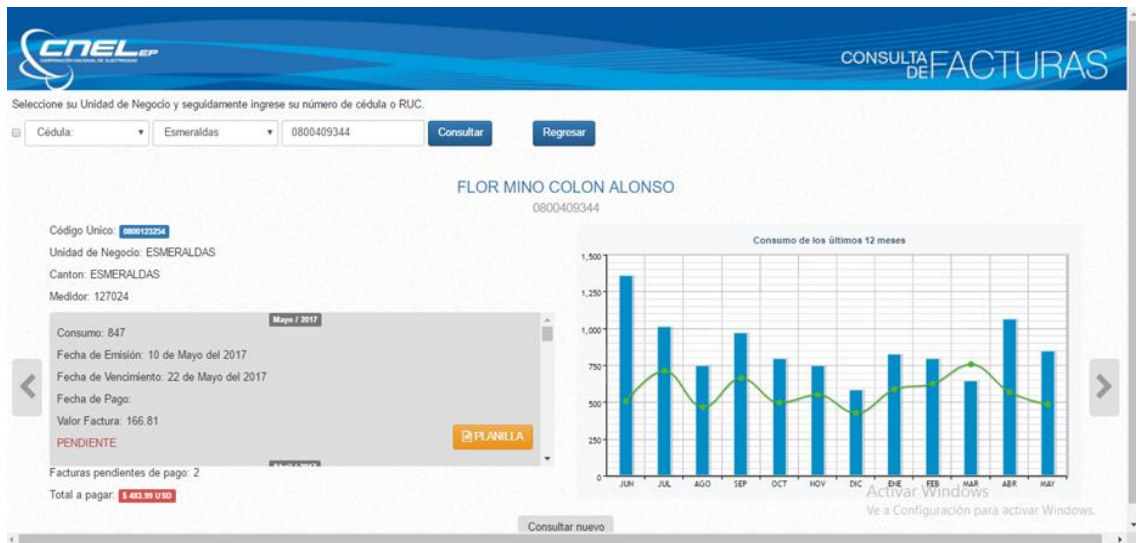 CNEL EP
CORPORACIÓN NACIONAL DE ELECTRICIDAD
CONSULTA DE FACTURAS
Seleccione su Unidad de Negocio y seguidamente ingrese su número de cédula o RUC.
Cédula: Esmeraldas 0800409344 Consultar Regresar
FLOR MINO COLON ALONSO
0800409344
Código Unico: 0800123254
Unidad de Negocio: ESMERALDAS
Canton: ESMERALDAS
Medidor: 127024
Mayo / 2017
Consumo: 847
Fecha de Emisión: 10 de Mayo del 2017
Fecha de Vencimiento: 22 de Mayo del 2017
Fecha de Pago:
Valor Factura: 166.81
PENDIENTE
PLANILLA
Facturas pendientes de pago: 2
Total a pagar: $ 483.99 USD
Consumo de los últimos 12 meses
1,500
1,250
1,000
750
500
250
0
JUN JUL AGO SEP OCT NOV DIC ENE FEB MAR ABR MAY
Activar Windows
Ve a Configuración para activar Windows.
Consultar nuevo